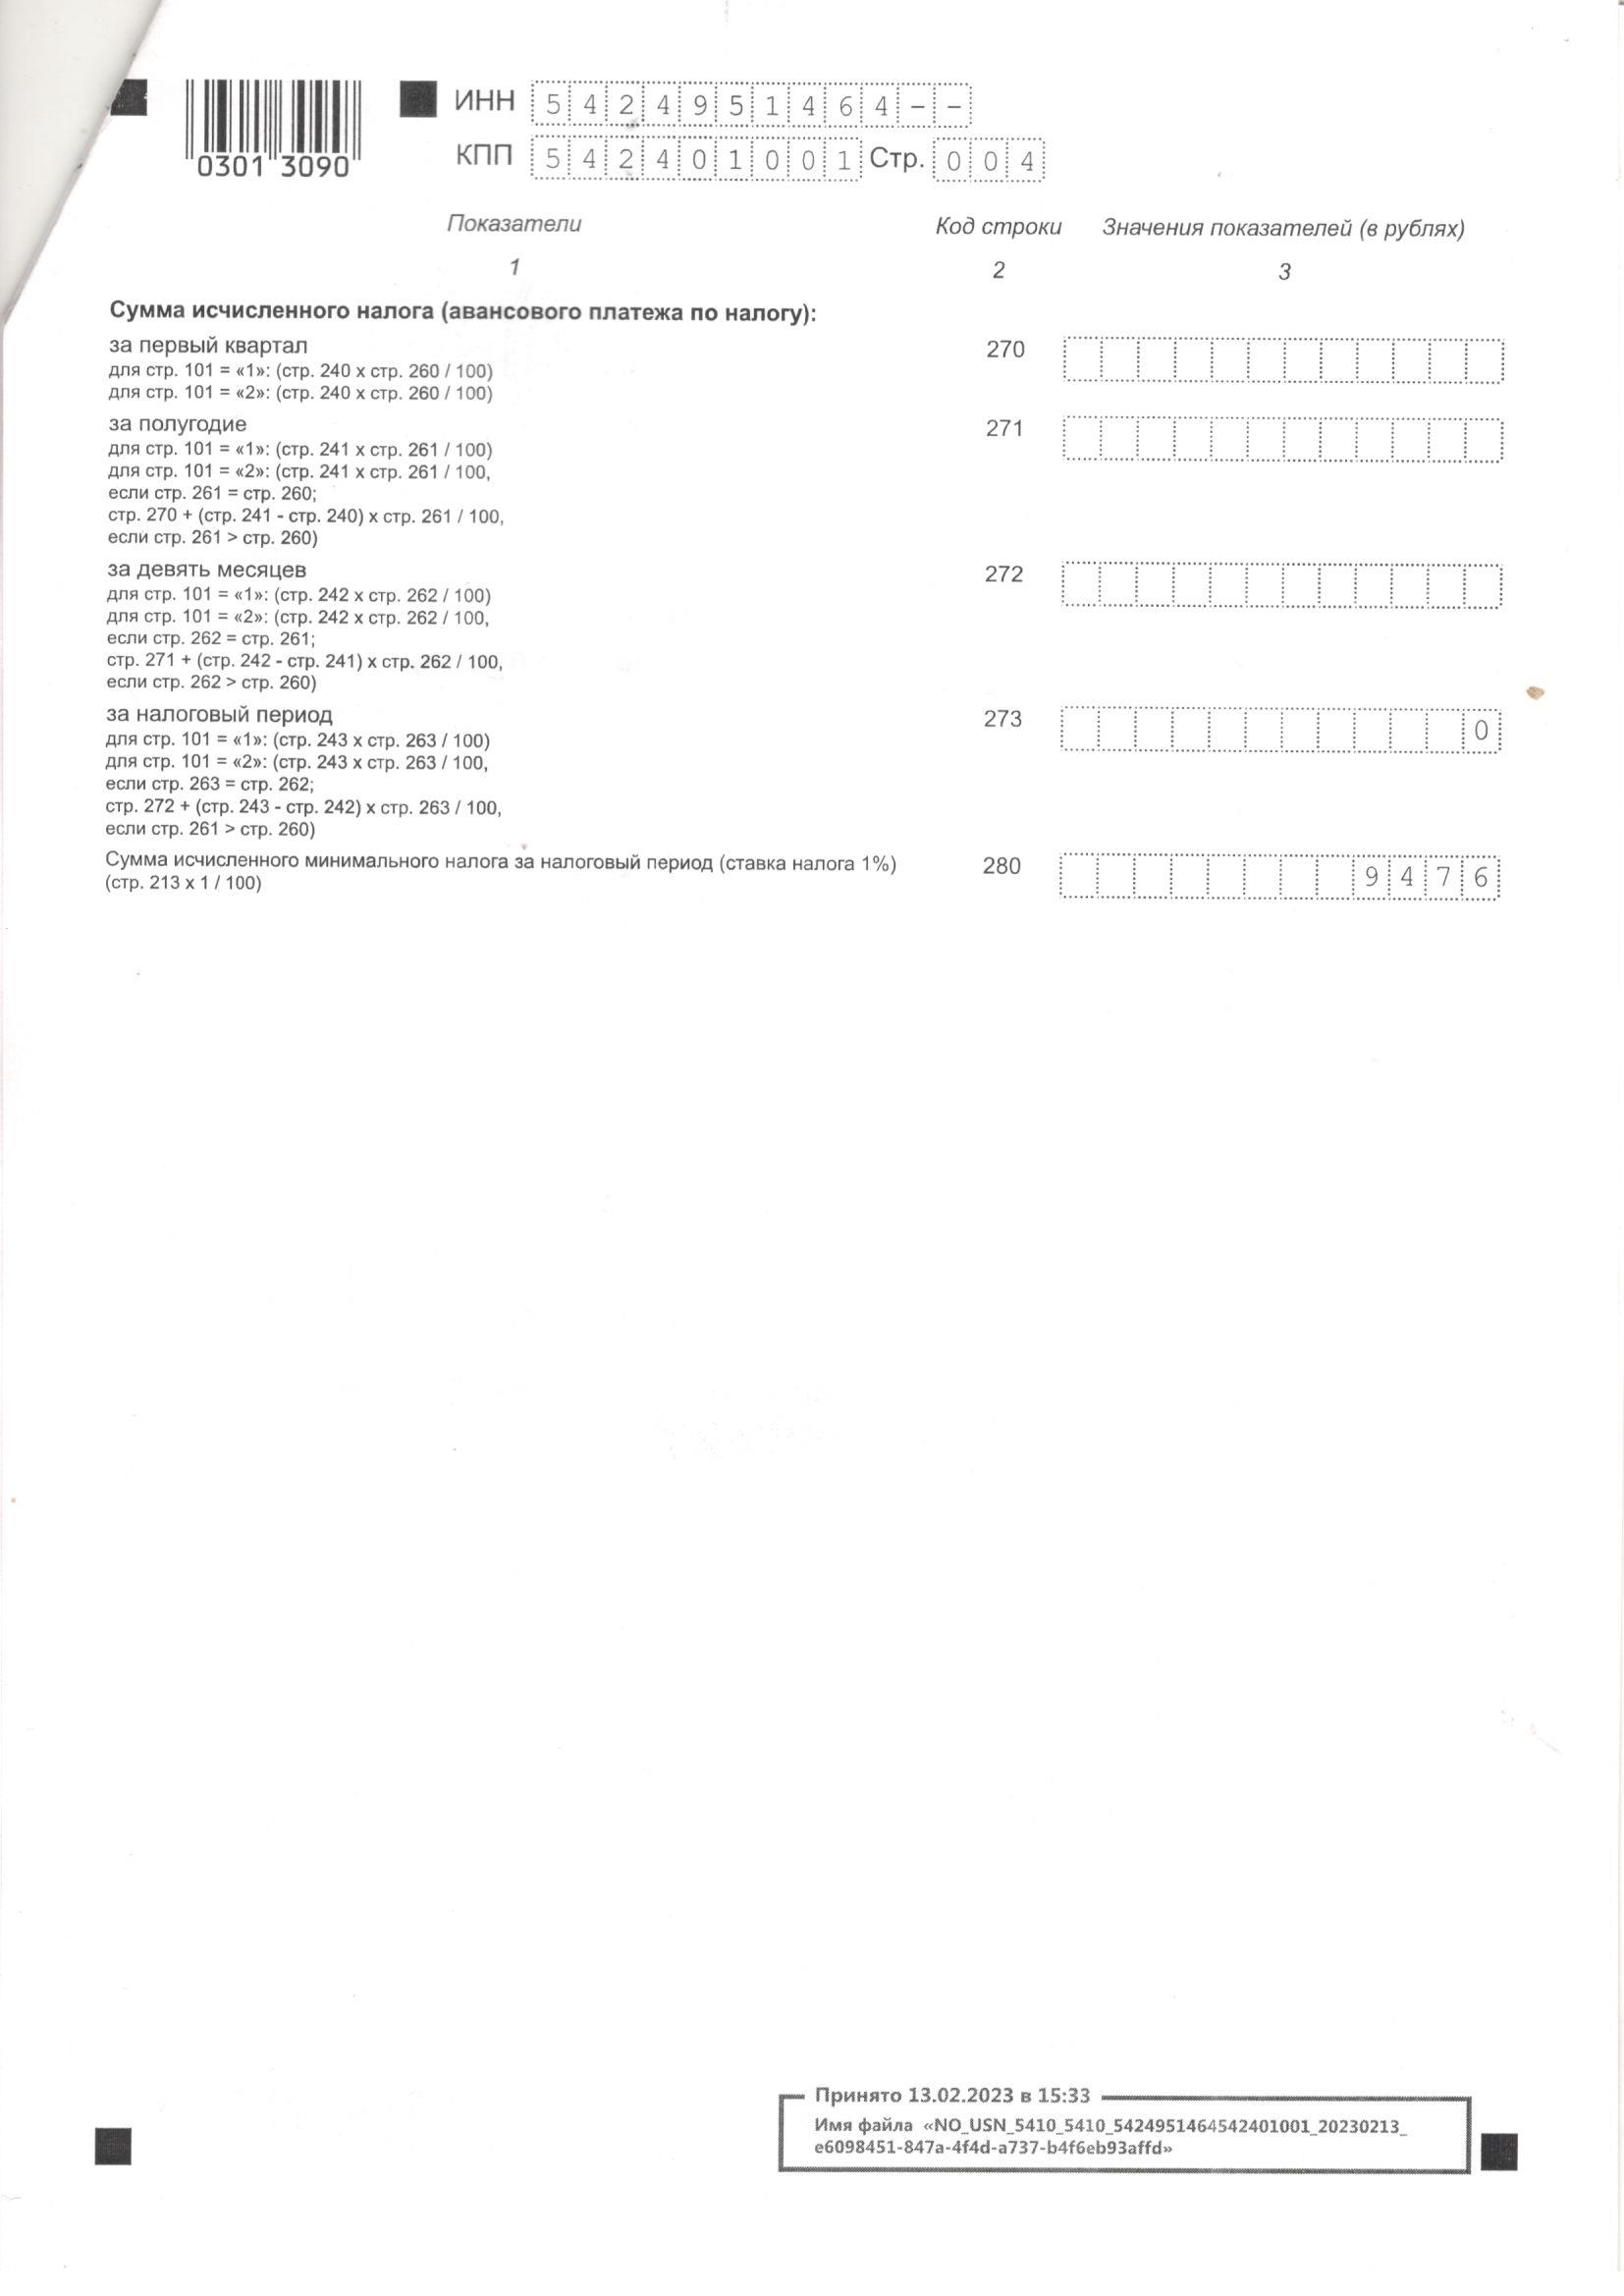 ИНН 5424951464--
0301 3090
КПП 542401001 Стр. 004
Показатели Код строки Значения показателей (в рублях)
1 2 3
Сумма исчисленного налога (авансового платежа по налогу):
за первый квартал 270
для стр. 101 = «1»: (стр. 240 х стр. 260 / 100)
для стр. 101 = «2»: (стр. 240 х стр. 260 / 100)
за полугодие 271
для стр. 101 = «1»: (стр. 241 х стр. 261 / 100)
для стр. 101 = «2»: (стр. 241 х стр. 261 / 100,
если стр. 261 = стр. 260;
стр. 270 + (стр. 241 - стр. 240) х стр. 261 / 100,
если стр. 261 > стр. 260)
за девять месяцев 272
для стр. 101 = «1»: (стр. 242 х стр. 262 / 100)
для стр. 101 = «2»: (стр. 242 х стр. 262 / 100,
если стр. 262 = стр. 261;
стр. 271 + (стр. 242 - стр. 241) х стр. 262 / 100,
если стр. 262 > стр. 260)
за налоговый период 273 0
для стр. 101 = «1»: (стр. 243 х стр. 263 / 100)
для стр. 101 = «2»: (стр. 243 х стр. 263 / 100,
если стр. 263 = стр. 262;
стр. 272 + (стр. 243 - стр. 242) х стр. 263 / 100,
если стр. 261 > стр. 260)
Сумма исчисленного минимального налога за налоговый период (ставка налога 1%) 280 9476
(стр. 213 х 1 / 100)
Принято 13.02.2023 в 15:33
Имя файла «NO_USN_5410_5410_5424951464542401001_20230213_
e6098451-847a-4f4d-a737-b4f6eb93affd»